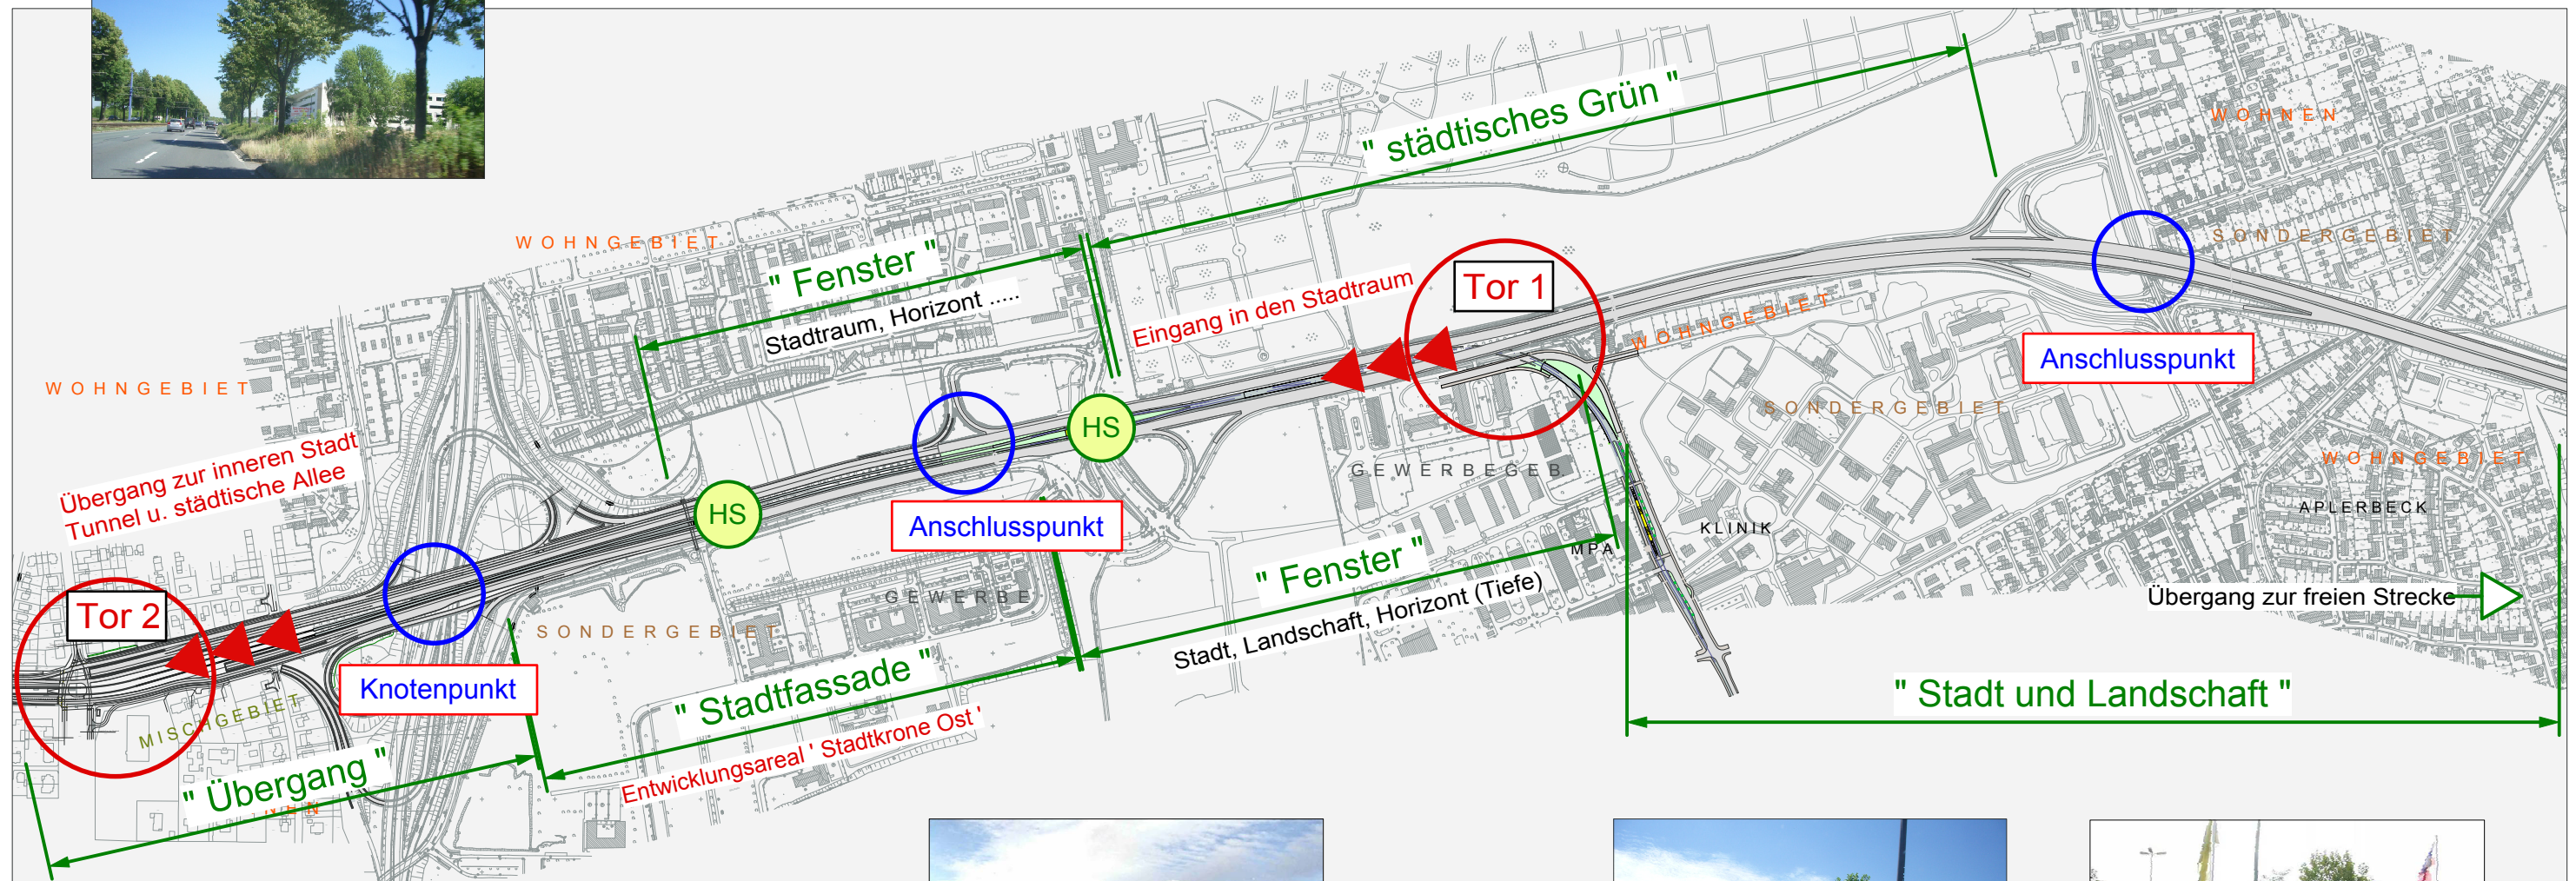 " städtisches Grün "
WOHNEN
WOHNGEBIET
" Fenster "
Stadtraum, Horizont .....
Eingang in den Stadtraum
Tor 1
SONDERGEBIET
WOHNGEBIET
Anschlusspunkt
WOHNGEBIET
Übergang zur inneren Stadt
Tunnel u. städtische Allee
HS
HS
Anschlusspunkt
GEWERBEGEB
SONDERGEBIET
WOHNGEBIET
APLERBECK
KLINIK
MPA
" Fenster "
Stadt, Landschaft, Horizont (Tiefe)
Übergang zur freien Strecke
Tor 2
Knotenpunkt
SONDERGEBIET
GEWERBE
" Stadtfassade "
Entwicklungsareal ' Stadtkrone Ost '
" Stadt und Landschaft "
MISCHGEBIET
" Übergang "